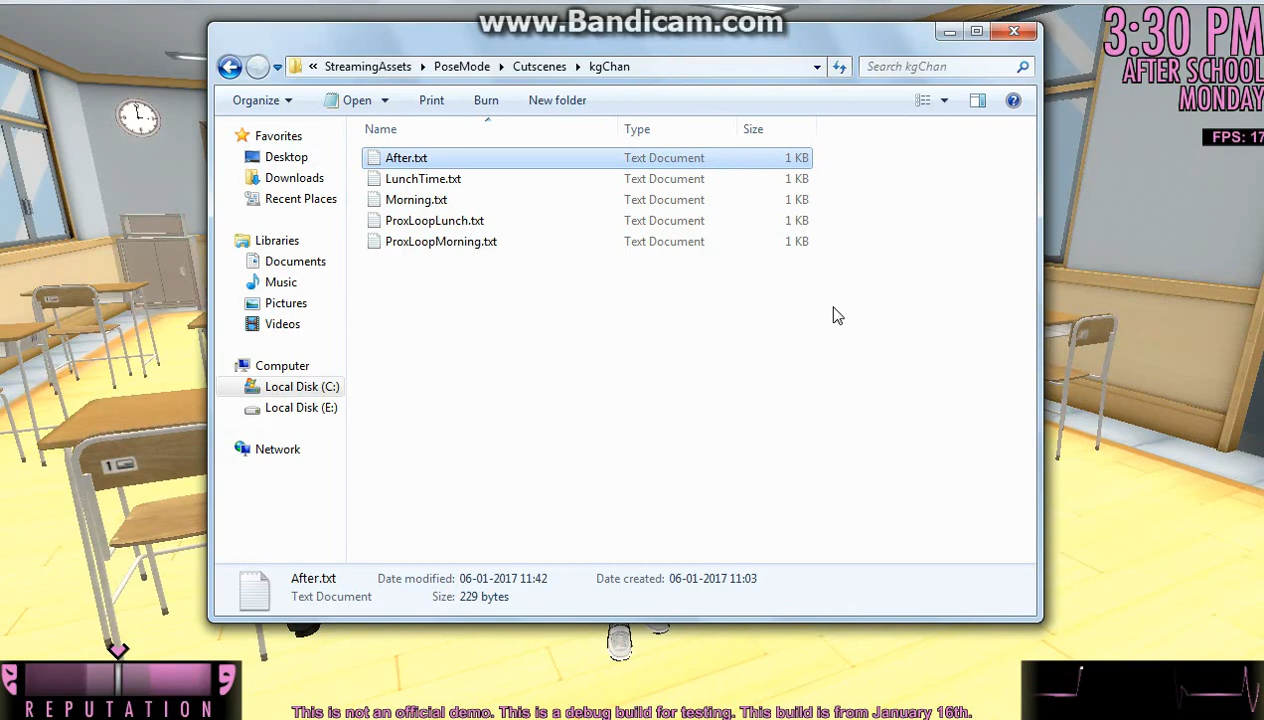 www.Bandicam.com
3:30 PM
AFTER SCHOOL
MONDAY
FPS: 17
« StreamingAssets PoseMode Cutscenes kgChan
Search kgChan
Organize Open Print Burn New folder
Name Type Size
Favorites
Desktop
Downloads
Recent Places
Libraries
Documents
Music
Pictures
Videos
Computer
Local Disk (C:)
Local Disk (E:)
Network
After.txt Text Document 1 KB
LunchTime.txt Text Document 1 KB
Morning.txt Text Document 1 KB
ProxLoopLunch.txt Text Document 1 KB
ProxLoopMorning.txt Text Document 1 KB
After.txt Date modified: 06-01-2017 11:42 Date created: 06-01-2017 11:03
Text Document Size: 229 bytes
1
REPUTATION
This is not an official demo. This is a debug build for testing. This build is from January 16th.